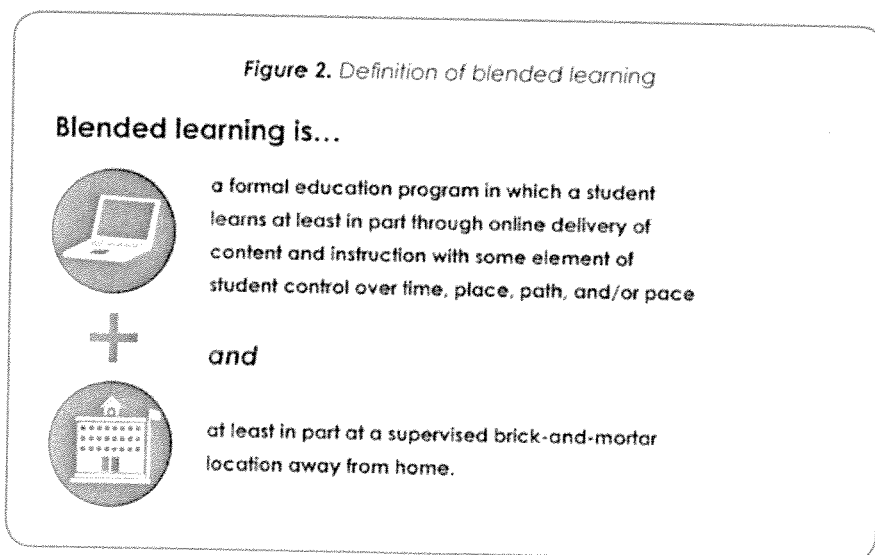 Figure 2. Definition of blended learning
Blended learning is...
a formal education program in which a student
learns at least in part through online delivery of
content and instruction with some element of
student control over time, place, path, and/or pace
and
at least in part at a supervised brick-and-mortar
location away from home.